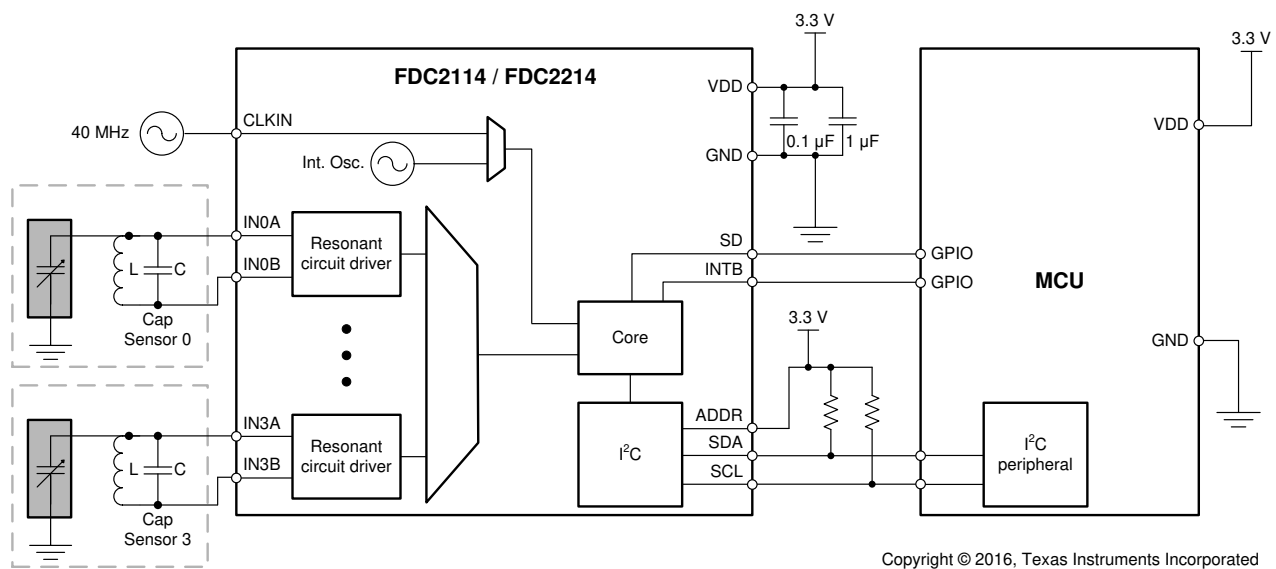 3.3 V
3.3 V
FDC2114 / FDC2214
VDD
40 MHz
CLKIN
0.1 µF
1 µF
VDD
Int. Osc.
GND
IN0A
Resonant
circuit driver
IN0B
L
C
Cap
Sensor 0
SD
GPIO
INTB
GPIO
MCU
Core
3.3 V
GND
IN3A
Resonant
circuit driver
IN3B
L
C
Cap
Sensor 3
I²C
ADDR
SDA
SCL
I²C
peripheral
Copyright © 2016, Texas Instruments Incorporated